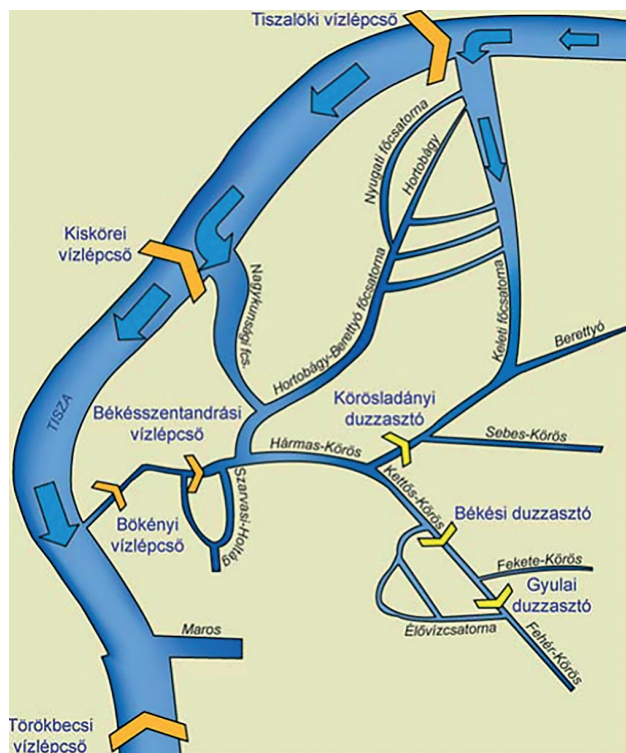 Tiszalöki vízlépcső
Nyugati főcsatorna
Hortobágy
Kiskörei
vízlépcső
Nagykunsági fcs.
Hortobágy-Berettyó főcsatorna
Keleti főcsatorna
Berettyó
TISZA
Békésszentandrási
vízlépcső
Körösladányi
duzzasztó
Hármas-Körös
Sebes-Körös
Szarvasi-Holtág
Kettős-Körös
Bökényi
vízlépcső
Békési duzzasztó
Fekete-Körös
Gyulai
duzzasztó
Élővízcsatorna
Fehér-Körös
Maros
Törökbecsi
vízlépcső